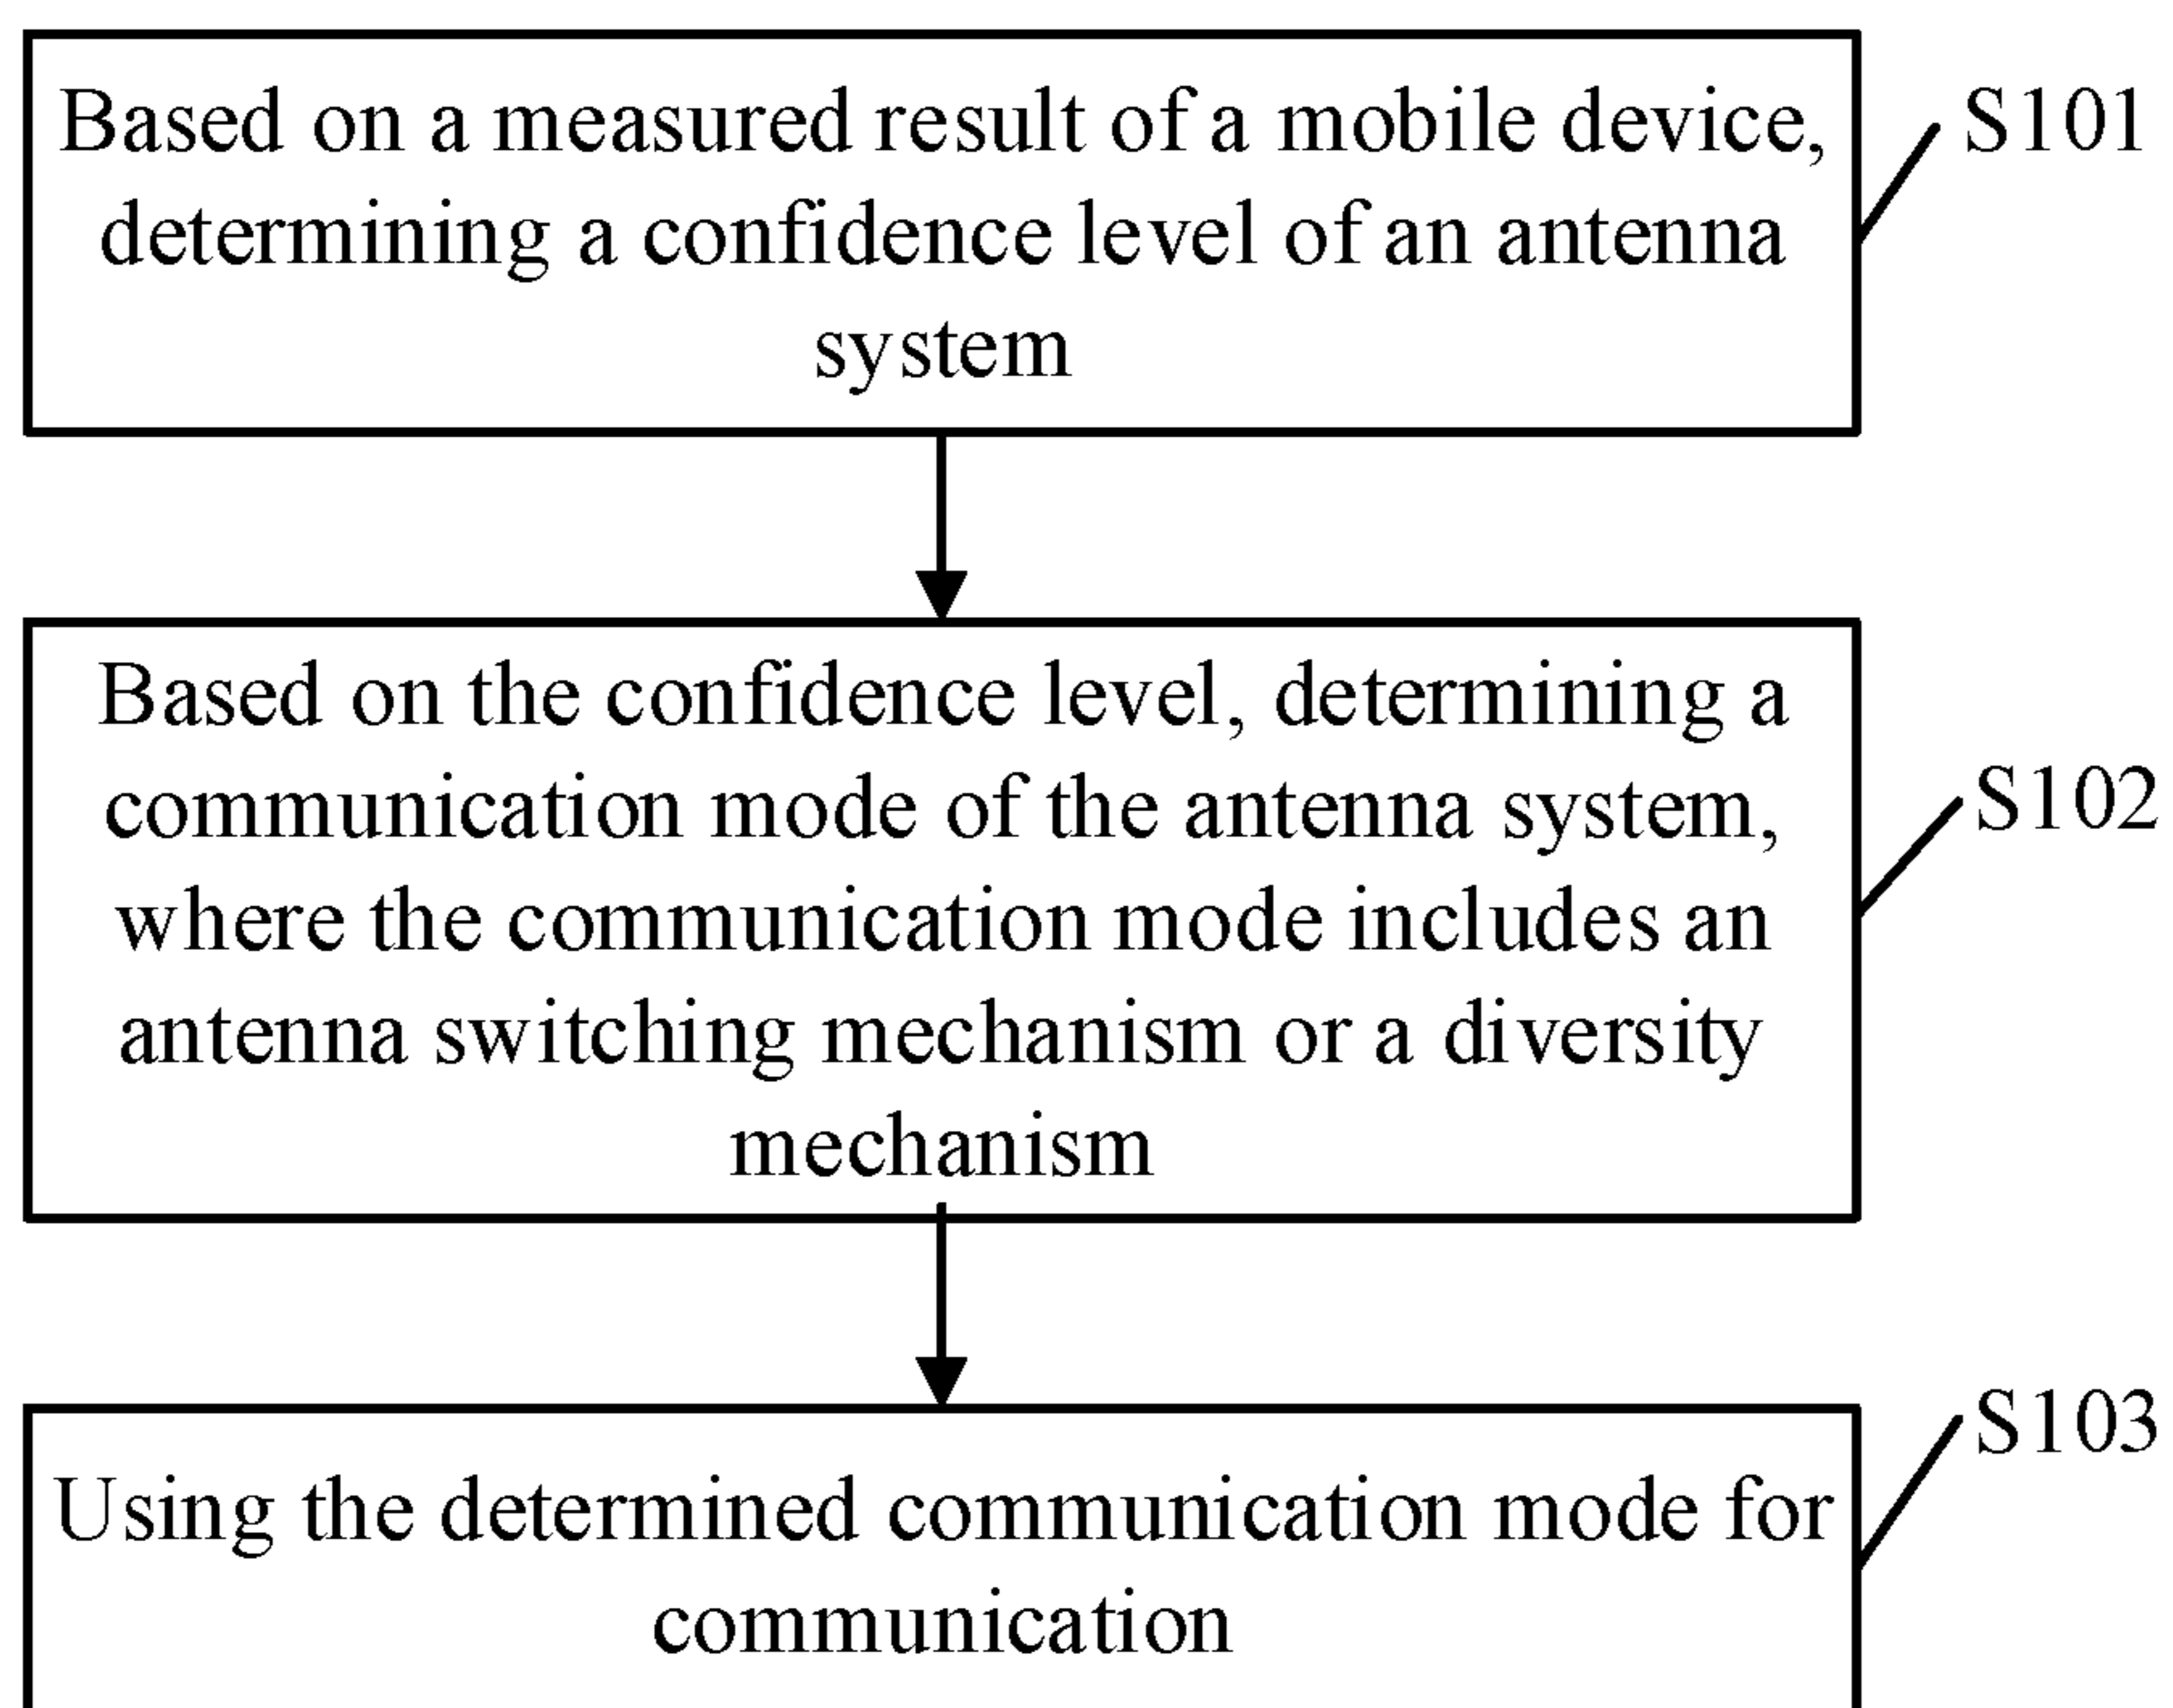 Based on a measured result of a mobile device,
determining a confidence level of an antenna
system
S101
Based on the confidence level, determining a
communication mode of the antenna system,
where the communication mode includes an
antenna switching mechanism or a diversity
mechanism
S102
Using the determined communication mode for
communication
S103